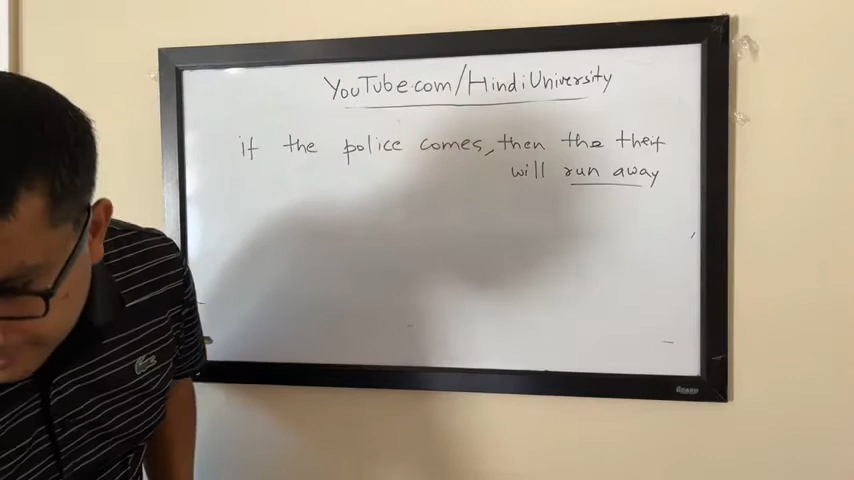 YouTube.com/HindiUniversity
if the police comes, then the theif
will run away